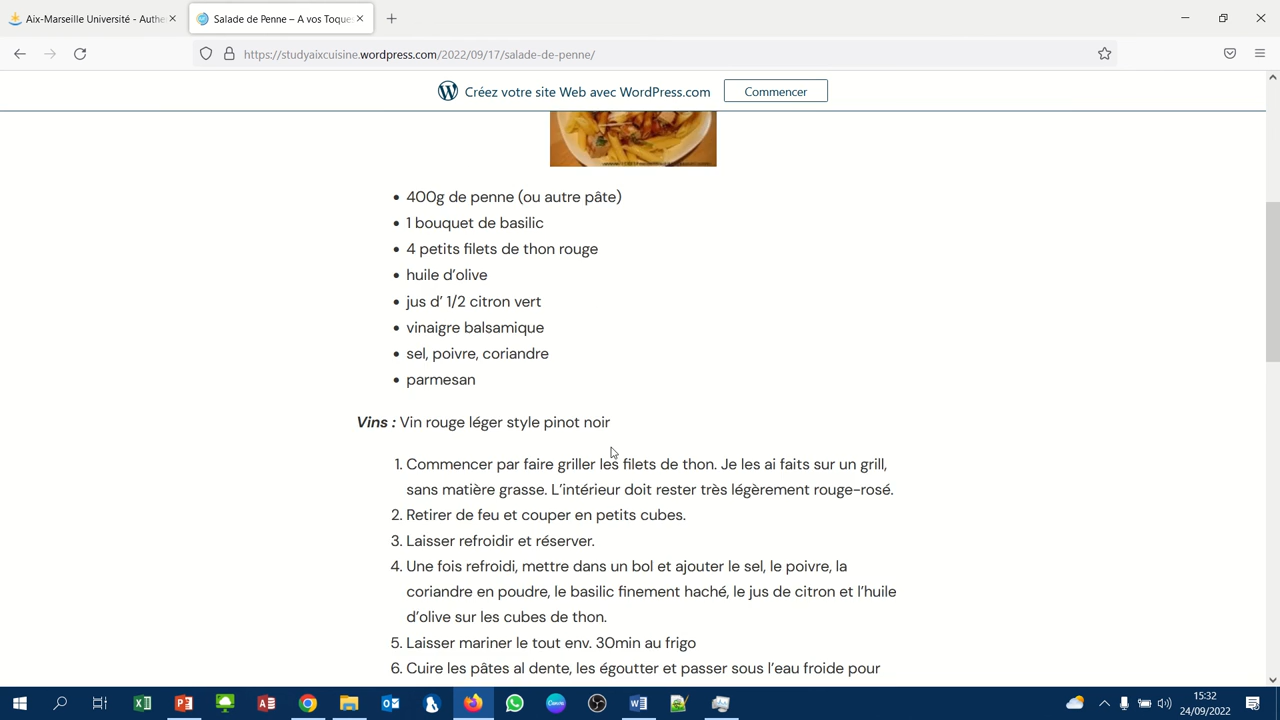 Aix-Marseille Université - Authe
Salade de Penne – A vos Toque
https://studyaixcuisine.wordpress.com/2022/09/17/salade-de-penne/
Créez votre site Web avec WordPress.com
Commencer
• 400g de penne (ou autre pâte)
• 1 bouquet de basilic
• 4 petits filets de thon rouge
• huile d’olive
• jus d’ 1/2 citron vert
• vinaigre balsamique
• sel, poivre, coriandre
• parmesan
Vins : Vin rouge léger style pinot noir
1. Commencer par faire griller les filets de thon. Je les ai faits sur un grill,
sans matière grasse. L’intérieur doit rester très légèrement rouge-rosé.
2. Retirer de feu et couper en petits cubes.
3. Laisser refroidir et réserver.
4. Une fois refroidi, mettre dans un bol et ajouter le sel, le poivre, la
coriandre en poudre, le basilic finement haché, le jus de citron et l’huile
d’olive sur les cubes de thon.
5. Laisser mariner le tout env. 30min au frigo
6. Cuire les pâtes al dente, les égoutter et passer sous l’eau froide pour
15:32
24/09/2022